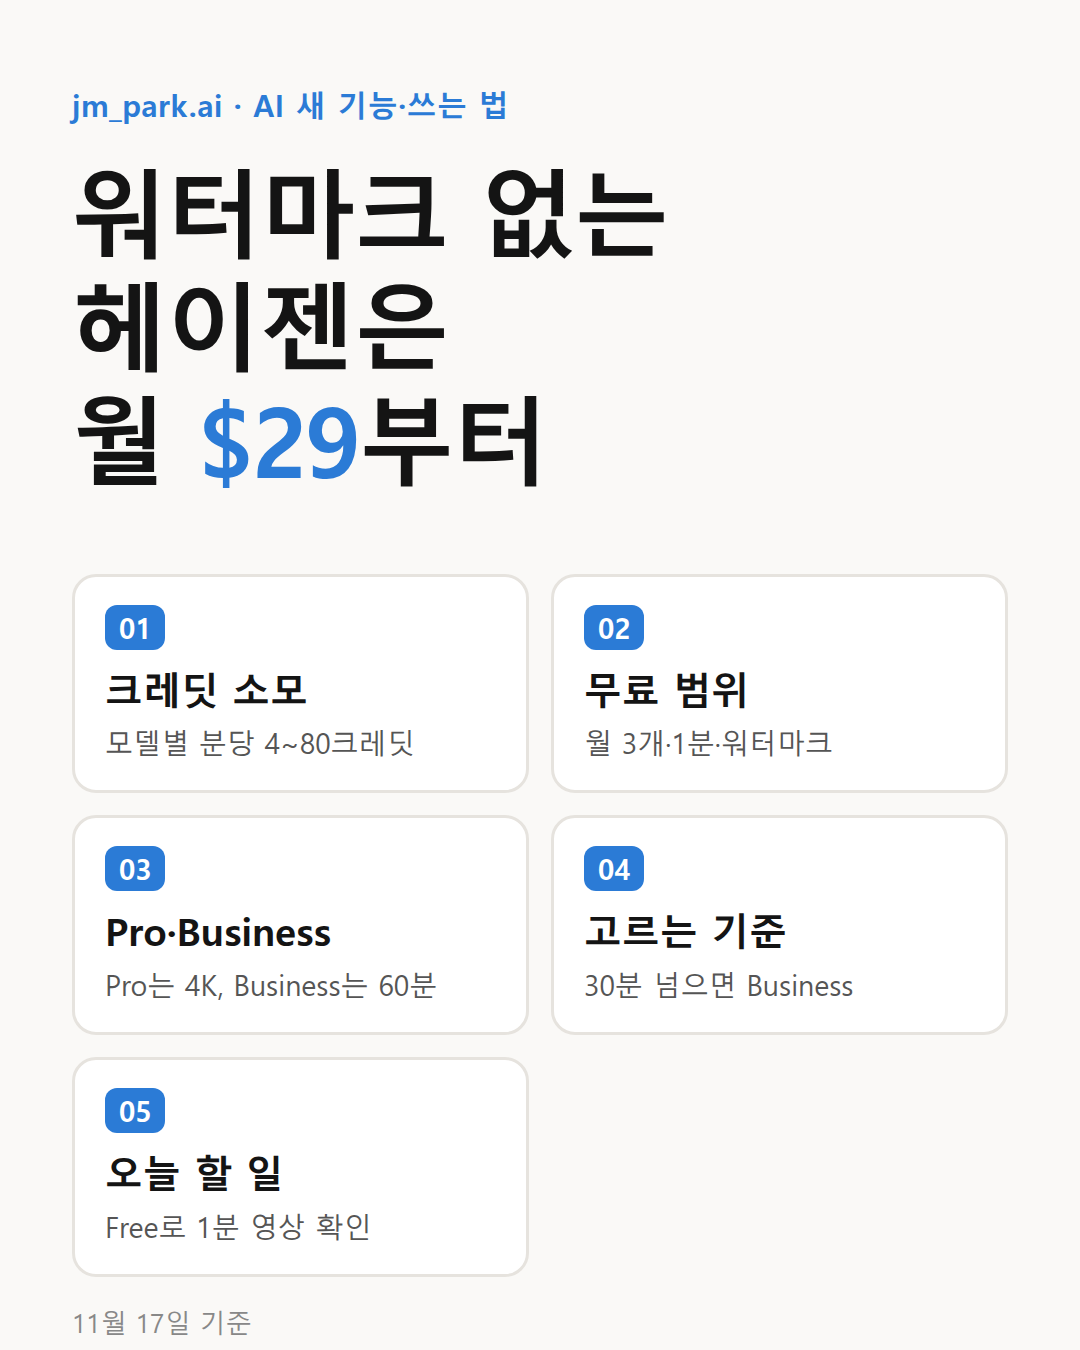 jm_park.ai · AI 새 기능·쓰는 법
워터마크 없는
헤이젠은
월 $29부터
01
크레딧 소모
모델별 분당 4~80크레딧
02
무료 범위
월 3개·1분·워터마크
03
Pro·Business
Pro는 4K, Business는 60분
04
고르는 기준
30분 넘으면 Business
05
오늘 할 일
Free로 1분 영상 확인
11월 17일 기준